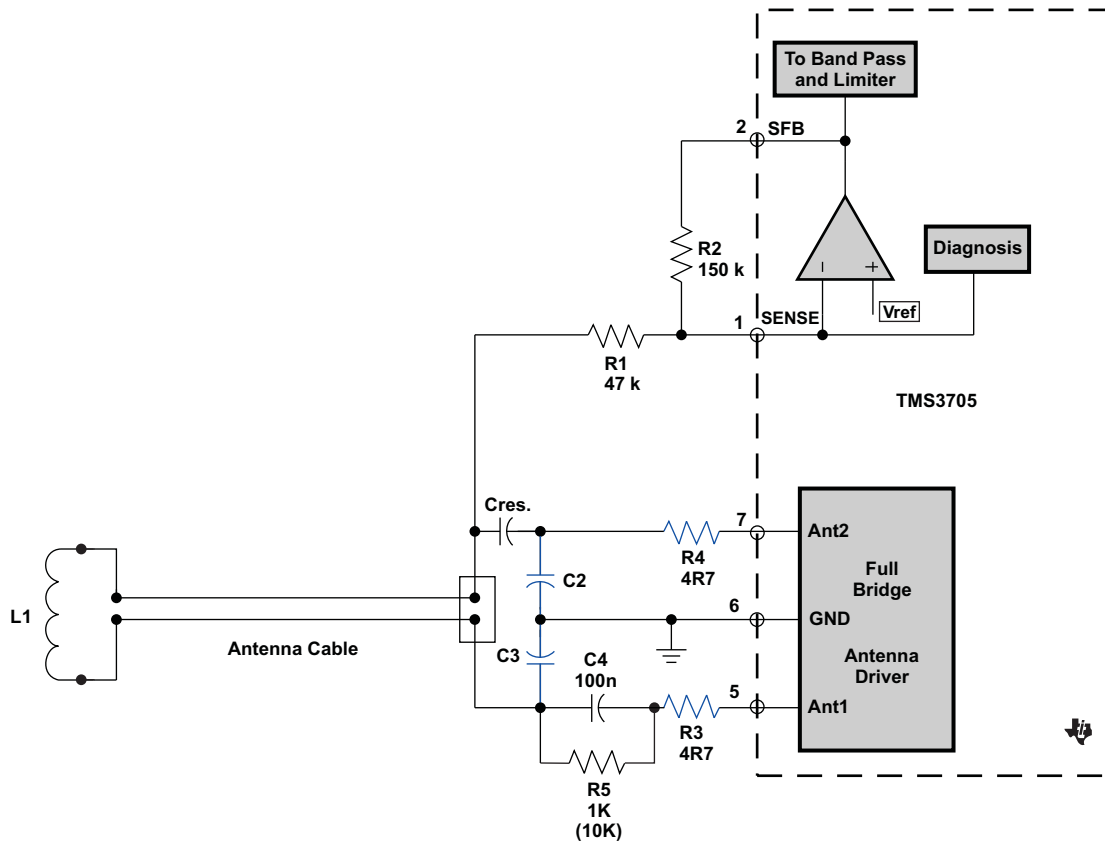 To Band Pass
and Limiter
2
SFB
R2
150 k
Diagnosis
Vref
1
SENSE
R1
47 k
TMS3705
Cres.
7
Ant2
R4
4R7
Full
Bridge
C2
L1
6
GND
Antenna Cable
C3
C4
100n
Antenna
Driver
5
Ant1
R3
4R7
R5
1K
(10K)